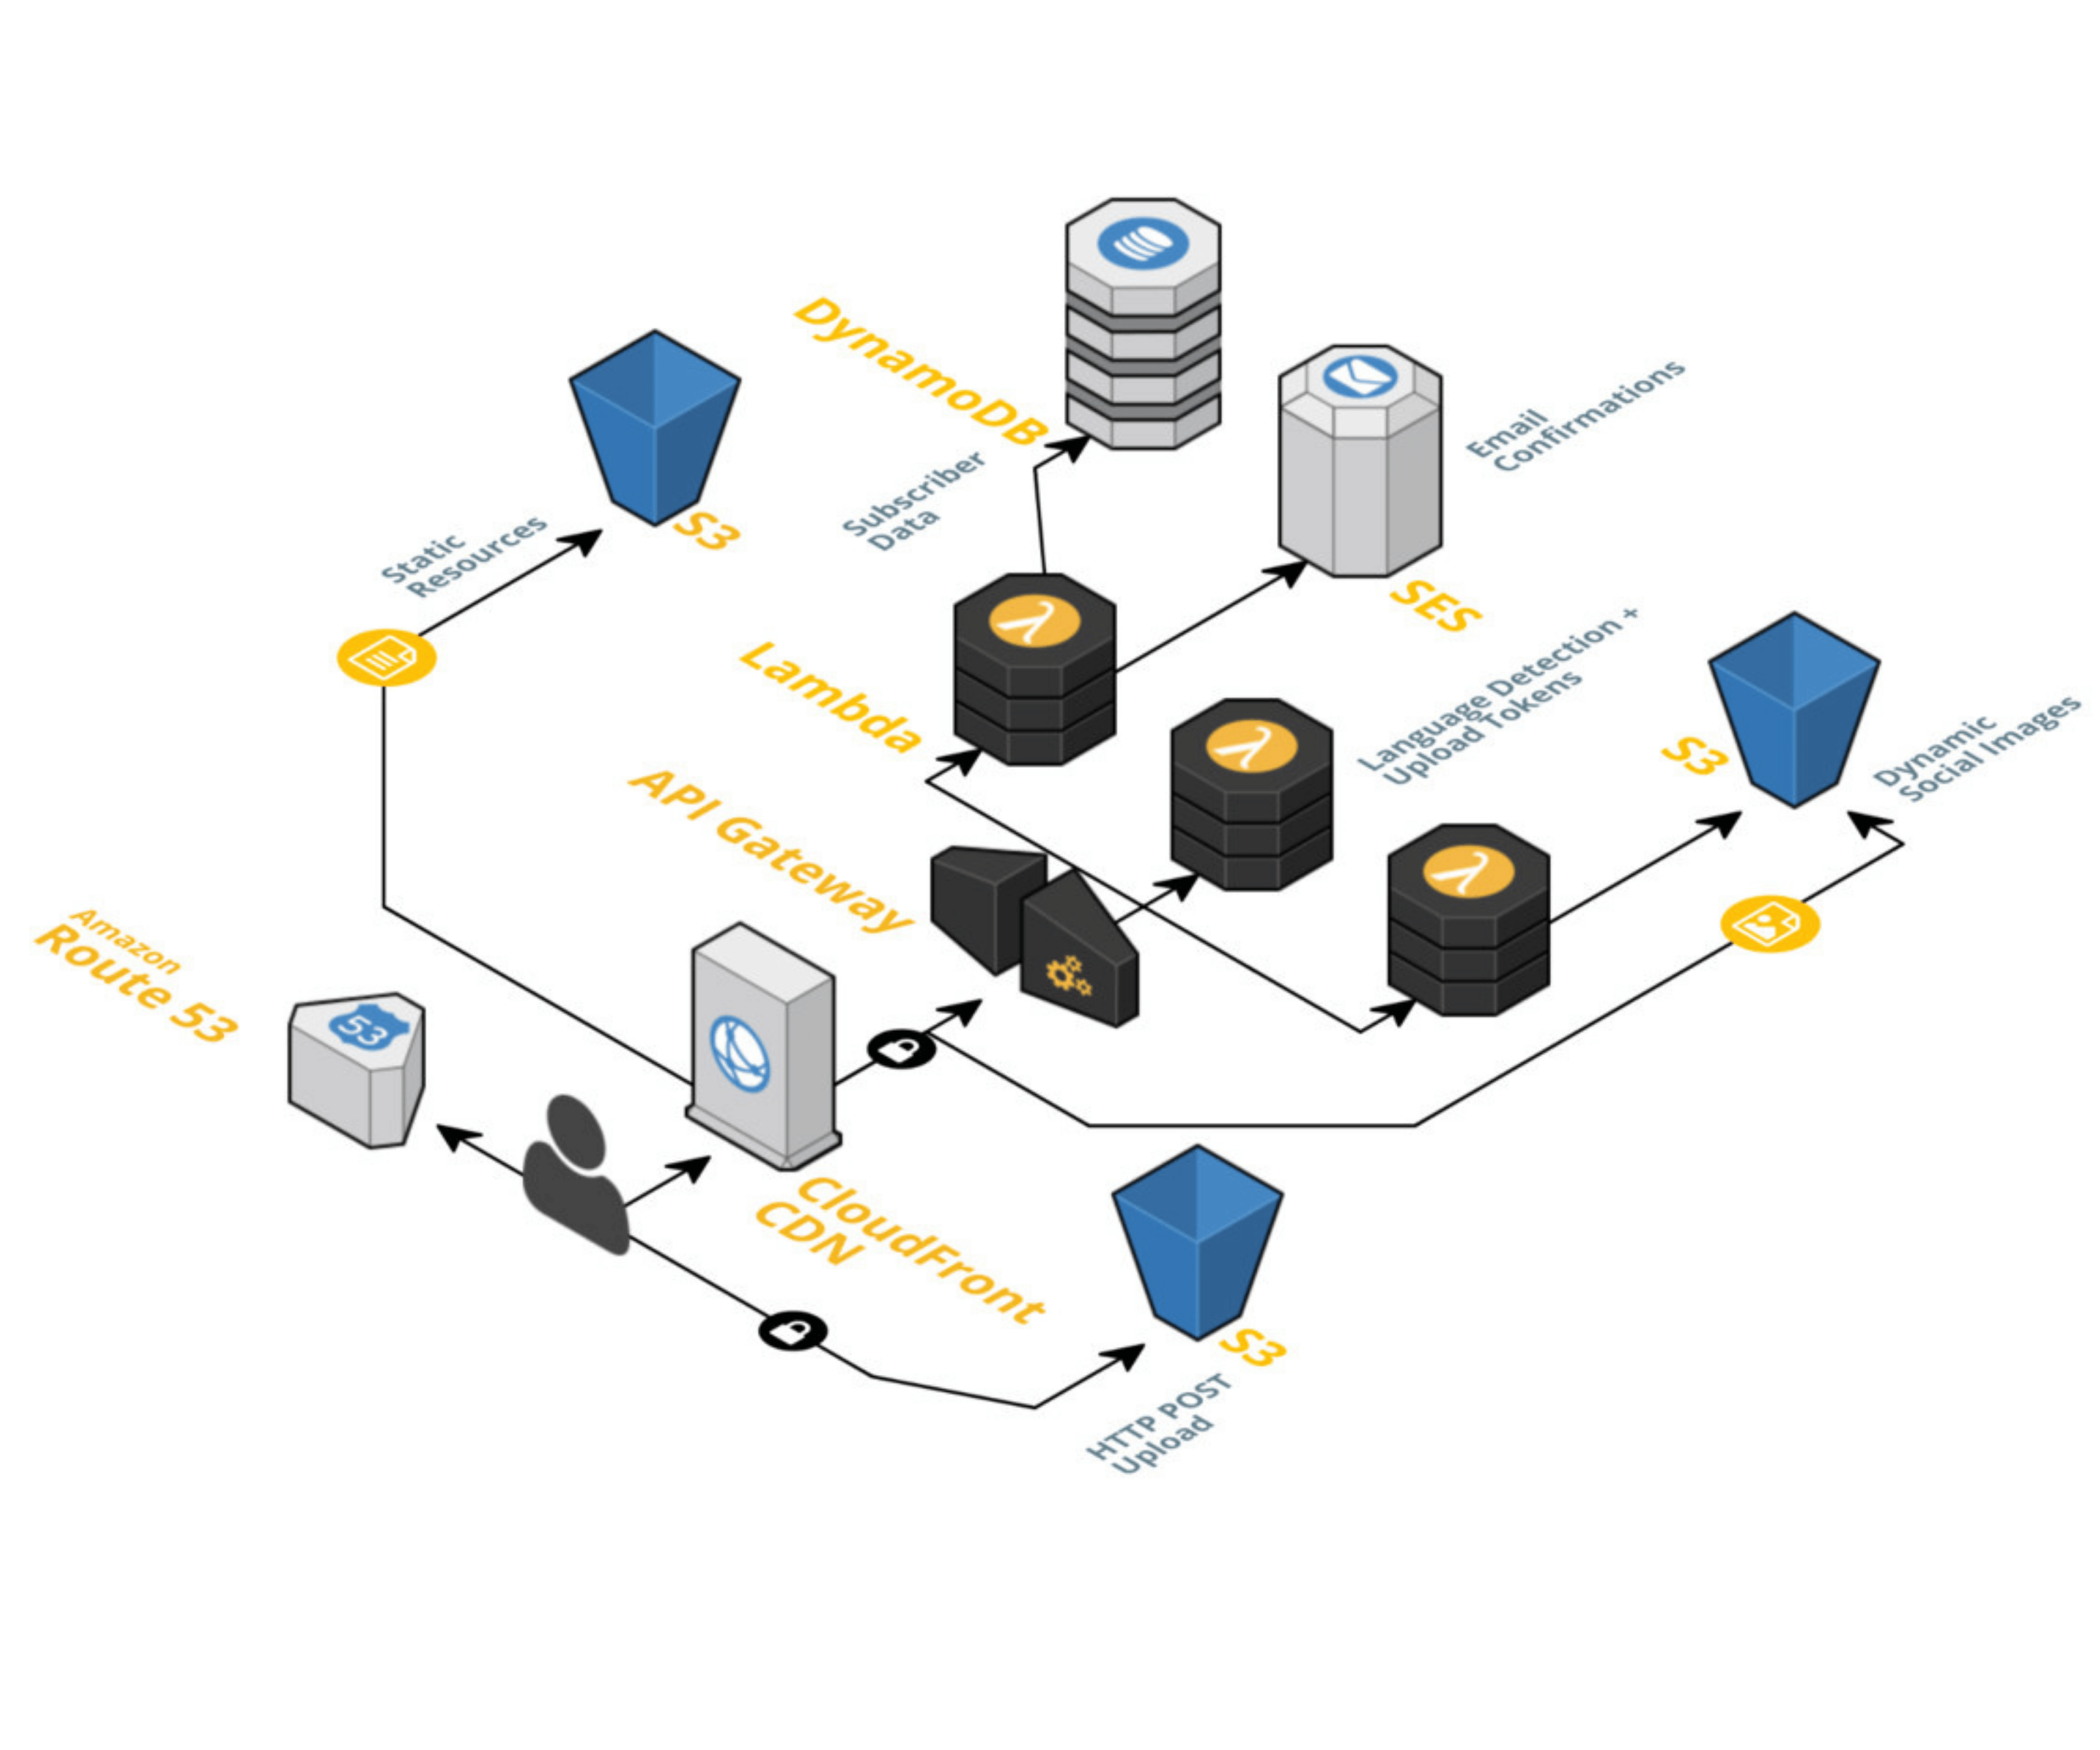 DynamoDB
Subscriber
Data
Email
Confirmations
SES
Static
Resources
S3
Lambda
Language Detection +
Upload Tokens
S3
Dynamic
Social Images
API Gateway
Amazon
Route 53
53
CloudFront
CDN
S3
HTTP POST
Upload
λ
λ
λ